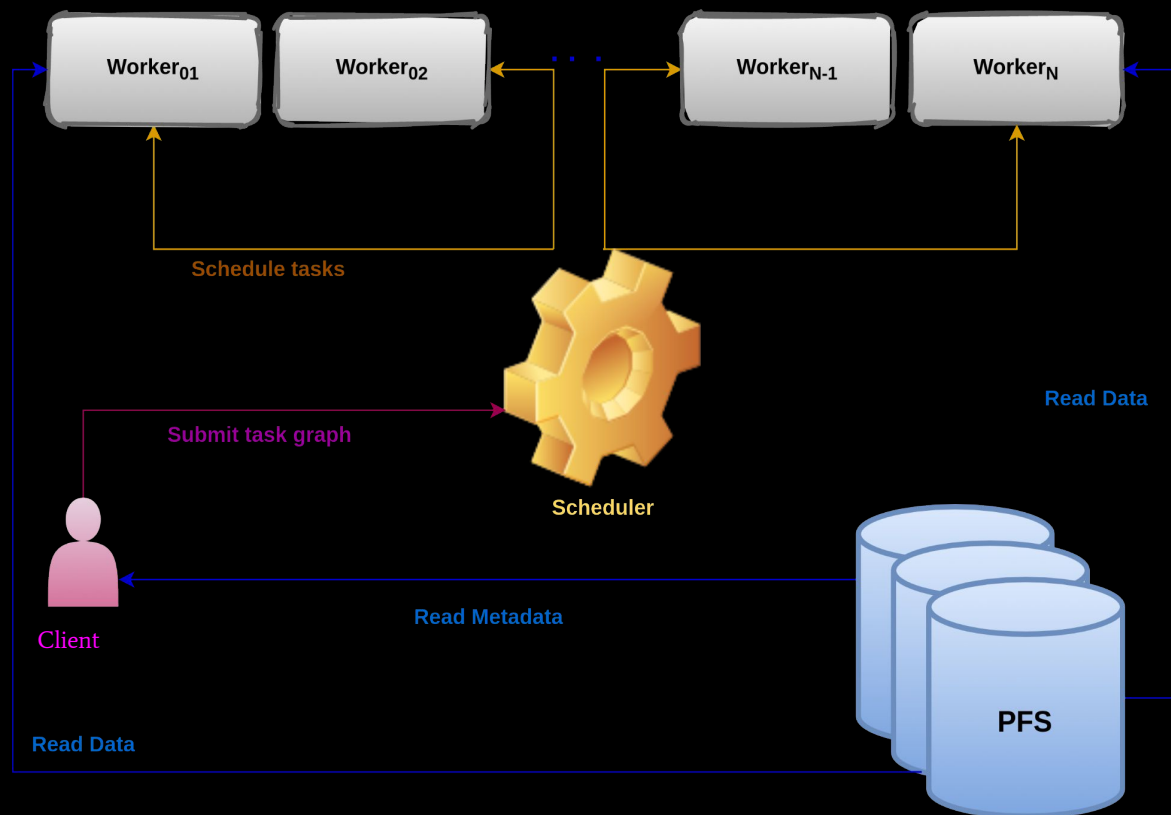 Worker01
Worker02
. . .
WorkerN-1
WorkerN
Schedule tasks
Read Data
Submit task graph
Scheduler
Read Metadata
Client
PFS
Read Data